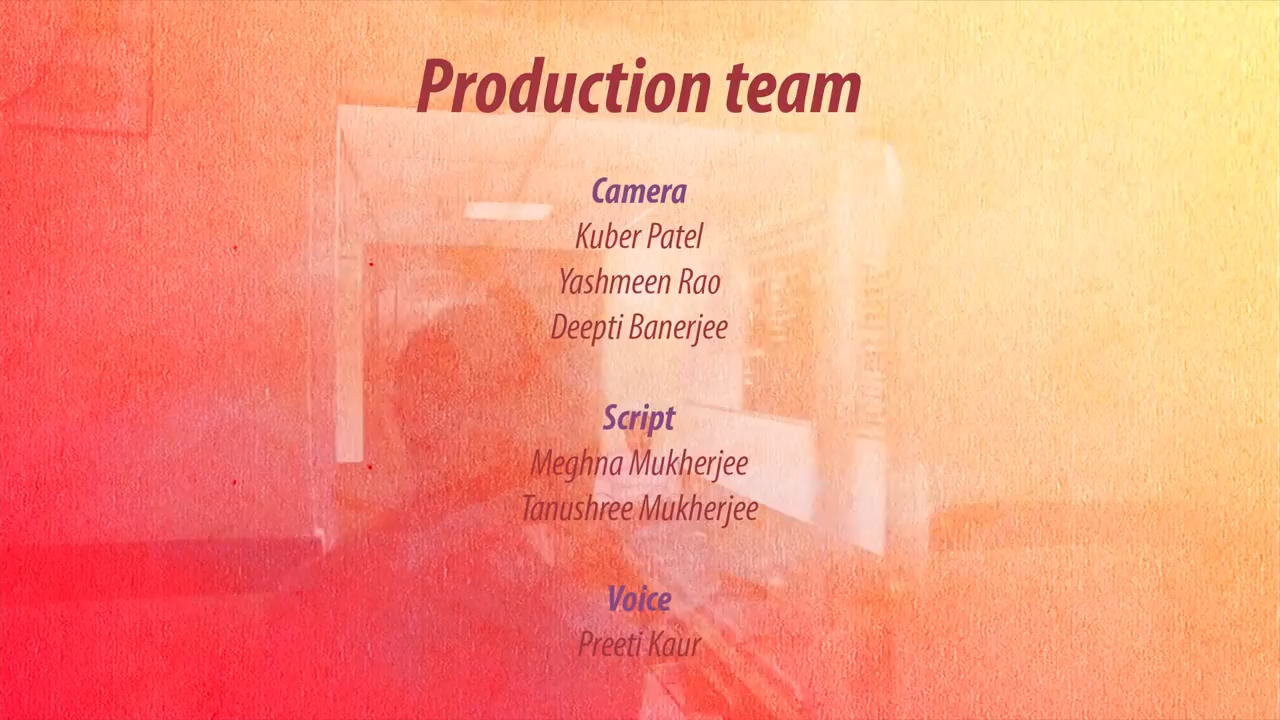 Production team
Camera
Kuber Patel
Yashmeen Rao
Deepti Banerjee
Script
Meghna Mukherjee
Tanushree Mukherjee
Voice
Preeti Kaur